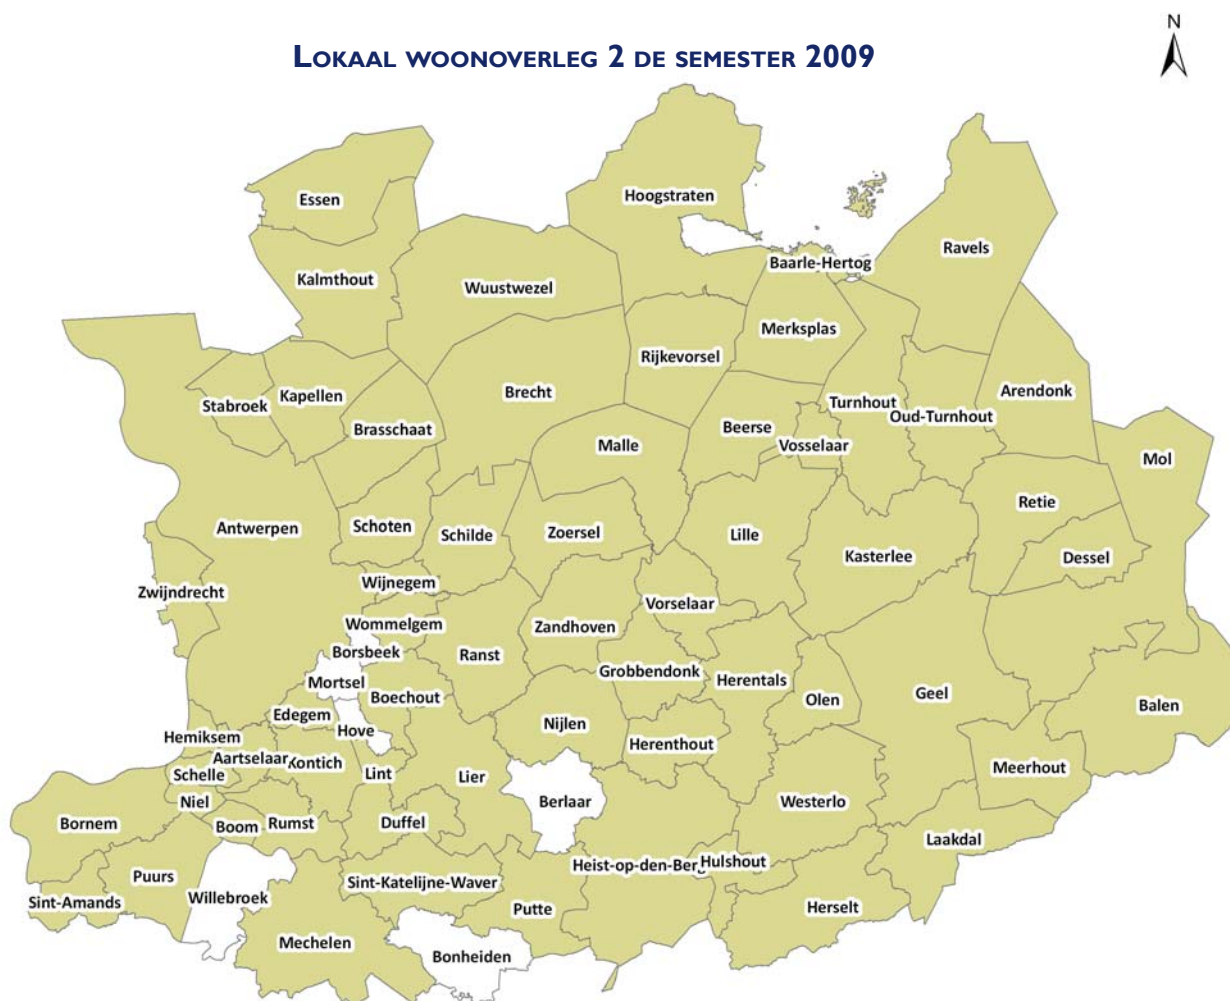 N
LOKAAL WOONOVERLEG 2 DE SEMESTER 2009
Essen
Hoogstraten
Ravels
Baarle-Hertog
Kalmthout
Wuustwezel
Merksplas
Rijkevorsel
Brecht
Arendonk
Kapellen
Turnhout
Stabroek
Oud-Turnhout
Brasschaat
Beerse
Vosselaar
Malle
Mol
Retie
Schoten
Antwerpen
Zoersel
Schilde
Lille
Kasterlee
Dessel
Wijnegem
Zwijndrecht
Vorselaar
Wommelgem
Zandhoven
Borsbeek
Ranst
Grobbendonk
Herentals
Mortsel
Geel
Boechout
Olen
Balen
Edegem
Nijlen
Hove
Hemiksem
Herenthout
Aartselaar
Kontich
Meerhout
Schelle
Lint
Lier
Niel
Berlaar
Westerlo
Bornem
Boom
Rumst
Duffel
Laakdal
Heist-op-den-Berg
Hulshout
Puurs
Sint-Katelijne-Waver
Willebroek
Sint-Amands
Putte
Herselt
Mechelen
Bonheiden